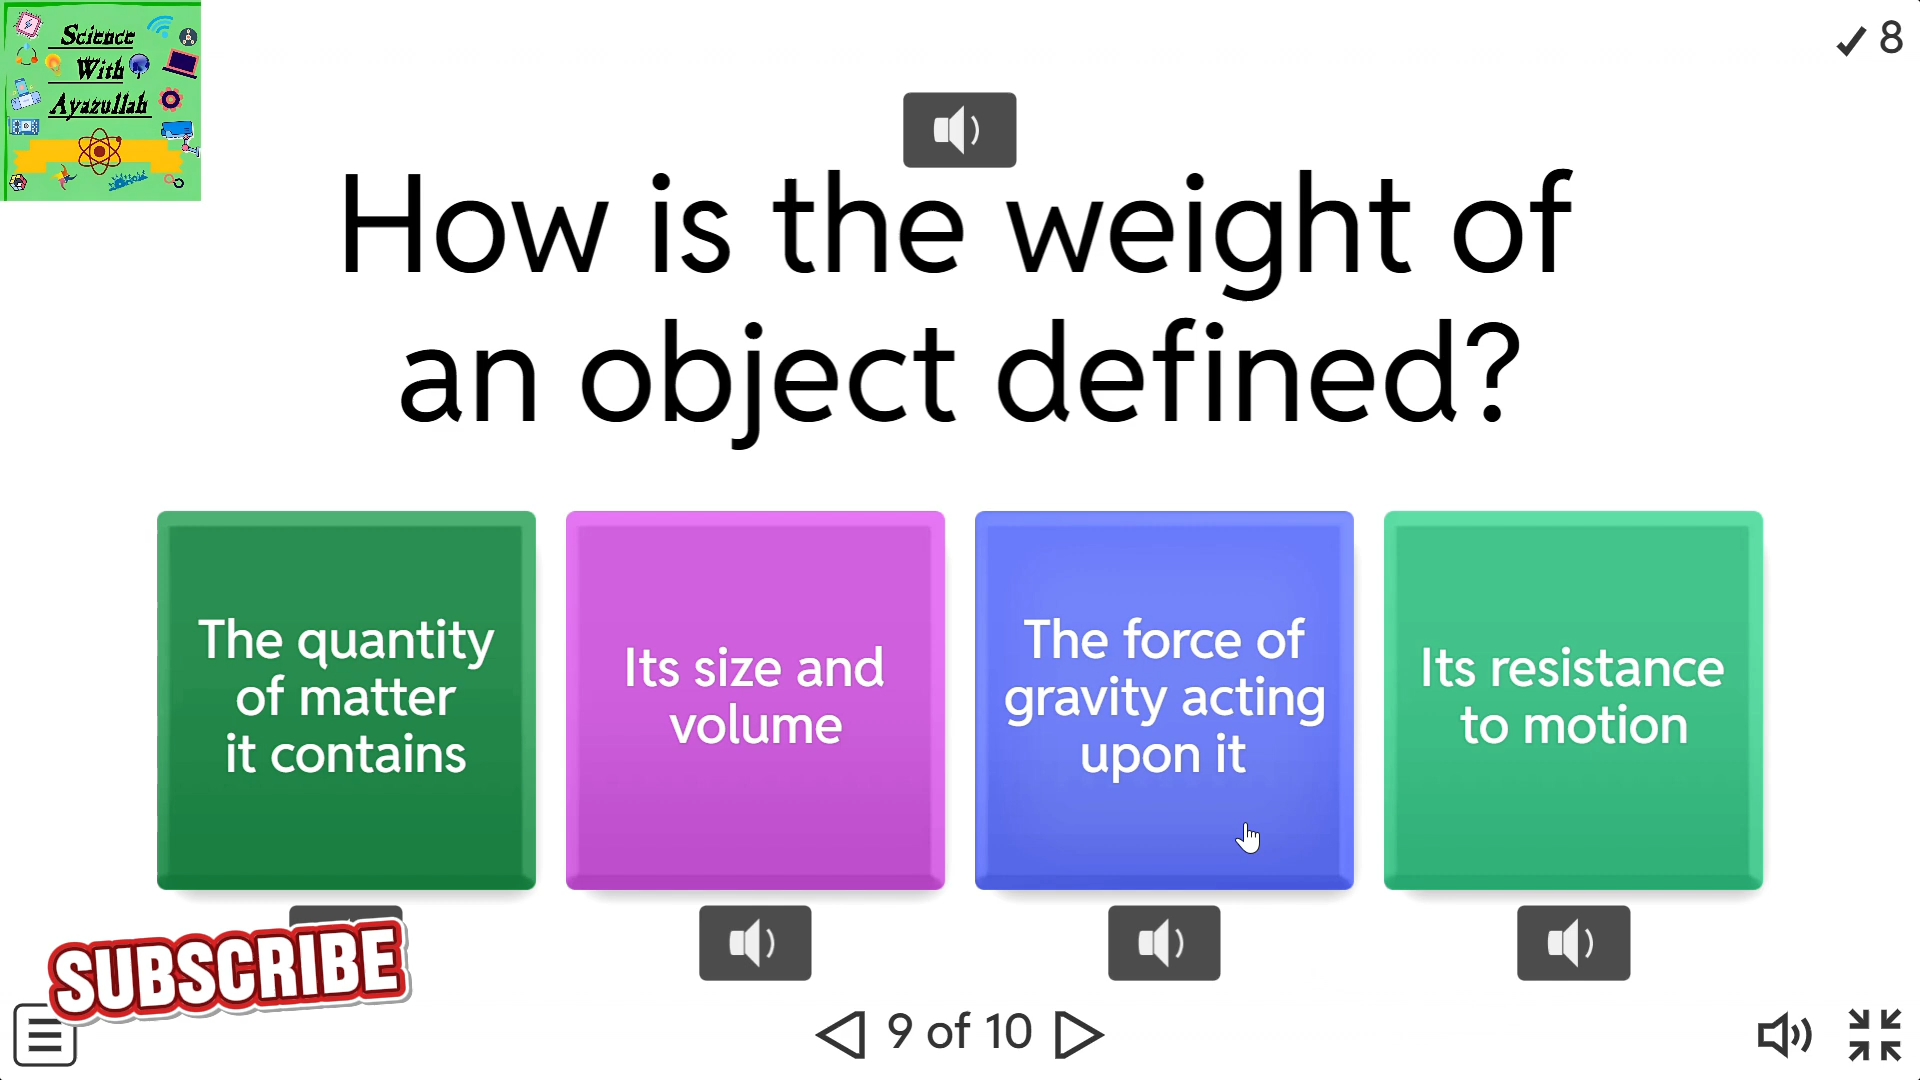 Science
With
Ayazullah
8
How is the weight of
an object defined?
The quantity
of matter
it contains
Its size and
volume
The force of
gravity acting
upon it
Its resistance
to motion
SUBSCRIBE
9 of 10